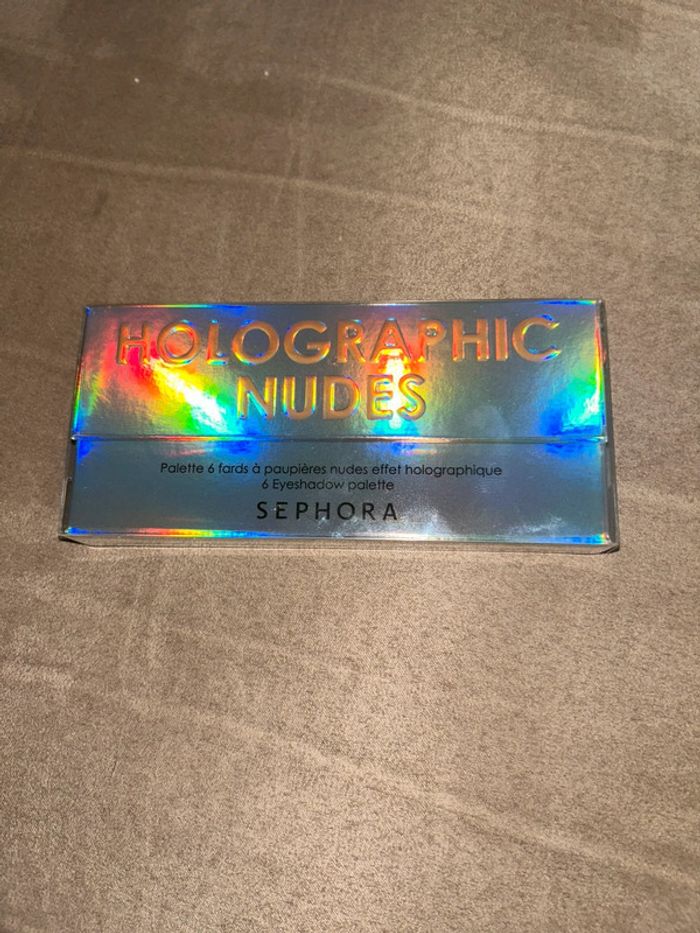 HOLOGRAPHIC
NUDES
Palette 6 fards à paupières nudes effet holographique
6 Eyeshadow palette
SEPHORA